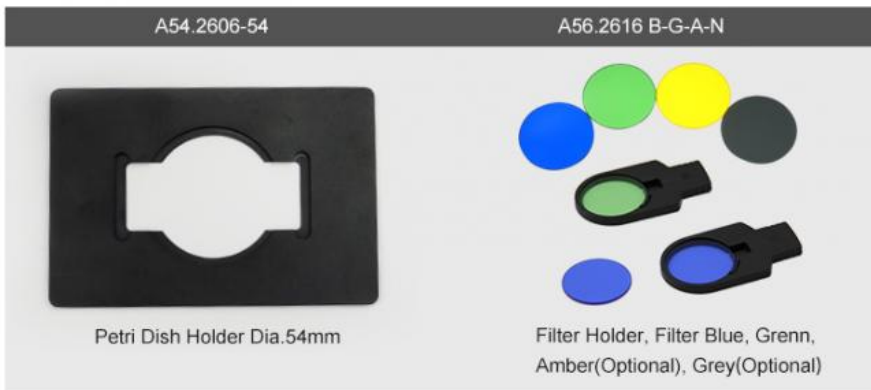 A54.2606-54
A56.2616 B-G-A-N
Petri Dish Holder Dia.54mm
Filter Holder, Filter Blue, Grenn,
Amber(Optional), Grey(Optional)